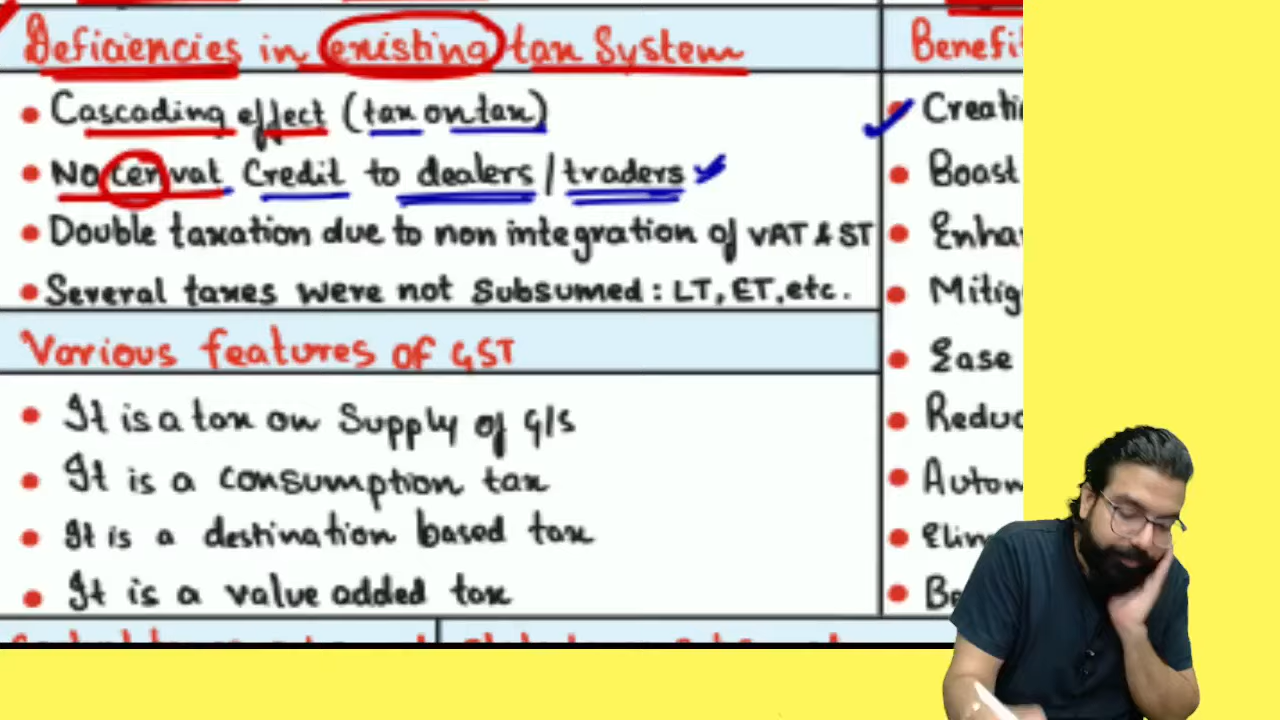 Deficiencies in existing tax System
• Cascading effect (tax on tax)
• No cenvat Credit to dealers / traders
• Double taxation due to non integration of VAT & ST
• Several taxes were not Subsumed : LT, ET, etc.
Various features of GST
• It is a tax on Supply of G/s
• It is a consumption tax
• It is a destination based tax
• It is a value added tax
Benefi
• Creati
• Boast
• Enha
• Mitig
• Ease
• Reduc
• Autom
• Elim
• Be